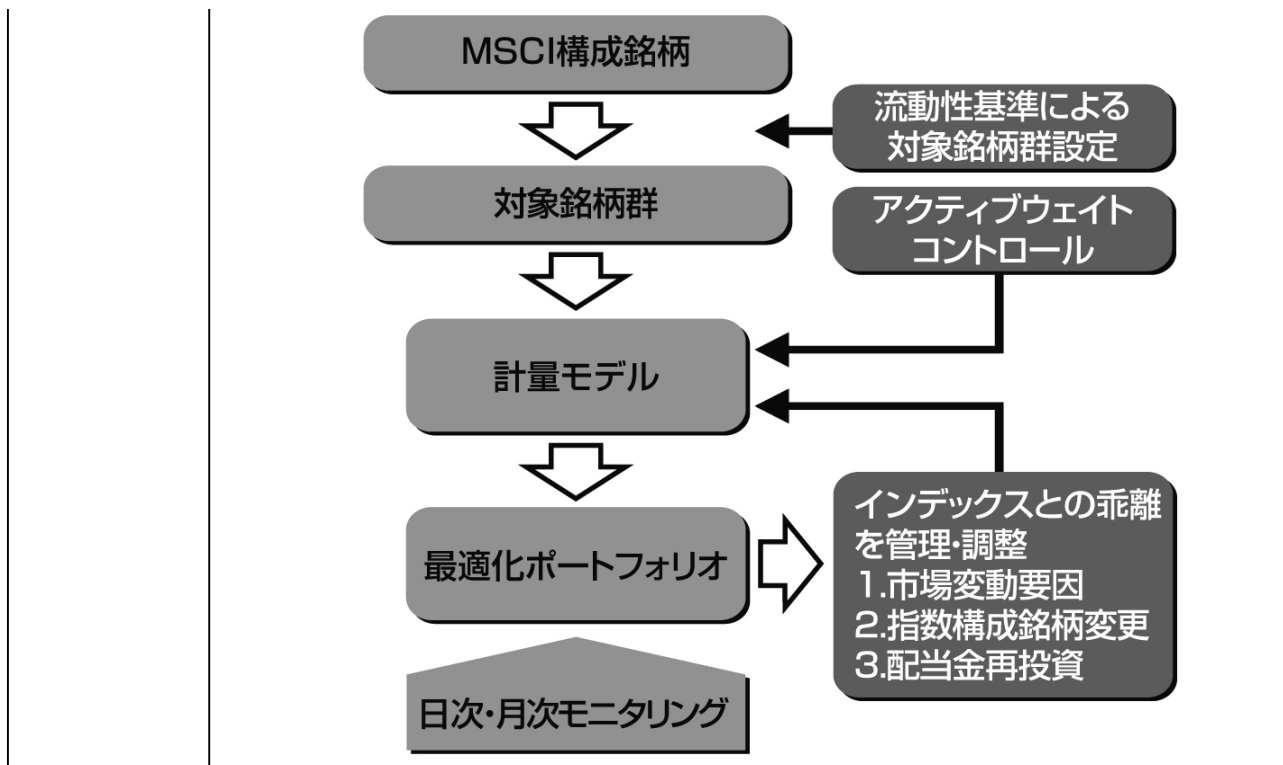 MSCI構成銘柄
流動性基準による
対象銘柄群設定
対象銘柄群
アクティブウェイト
コントロール
計量モデル
最適化ポートフォリオ
インデックスとの乖離
を管理・調整
1.市場変動要因
2.指数構成銘柄変更
3.配当金再投資
日次・月次モニタリング